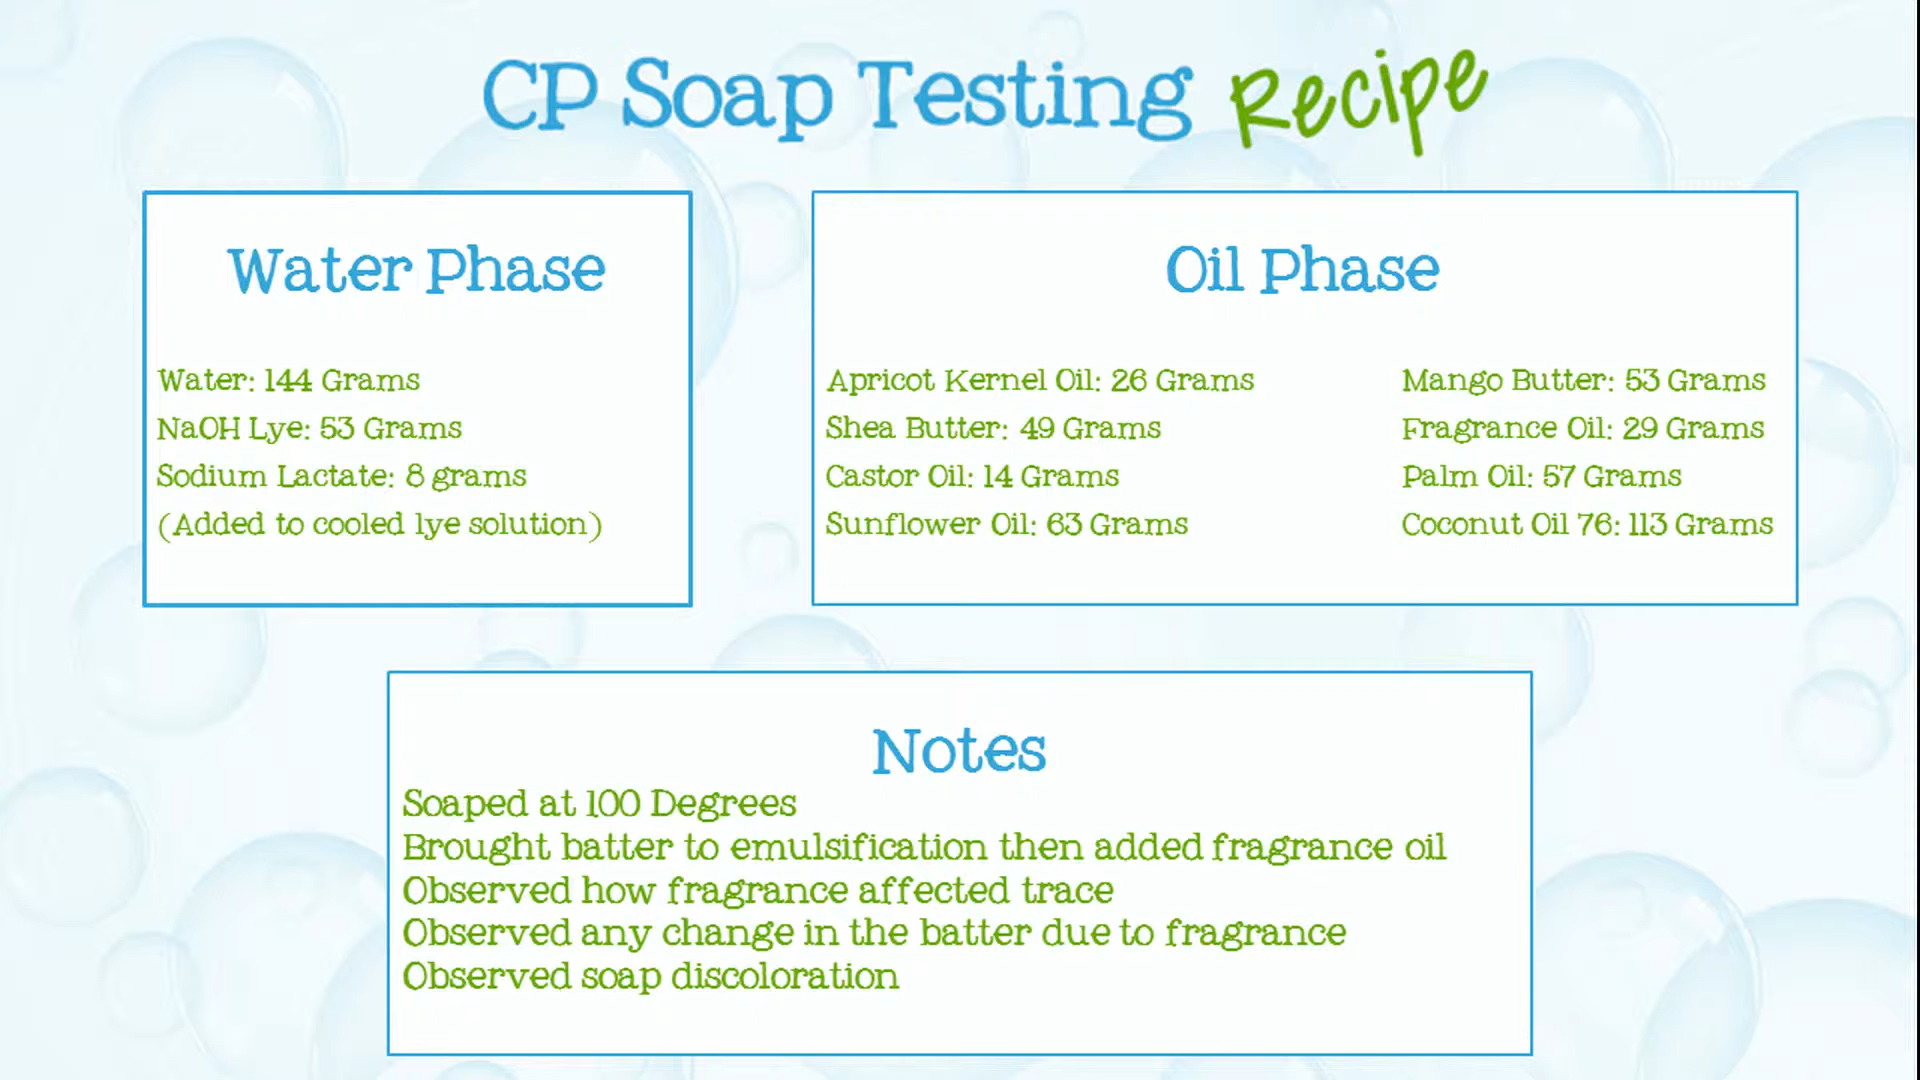 CP Soap Testing Recipe
Water Phase
Water: 144 Grams
NaOH Lye: 53 Grams
Sodium Lactate: 8 grams
(Added to cooled lye solution)
Oil Phase
Apricot Kernel Oil: 26 Grams
Shea Butter: 49 Grams
Castor Oil: 14 Grams
Sunflower Oil: 63 Grams
Mango Butter: 53 Grams
Fragrance Oil: 29 Grams
Palm Oil: 57 Grams
Coconut Oil 76: 113 Grams
Notes
Soaped at 100 Degrees
Brought batter to emulsification then added fragrance oil
Observed how fragrance affected trace
Observed any change in the batter due to fragrance
Observed soap discoloration